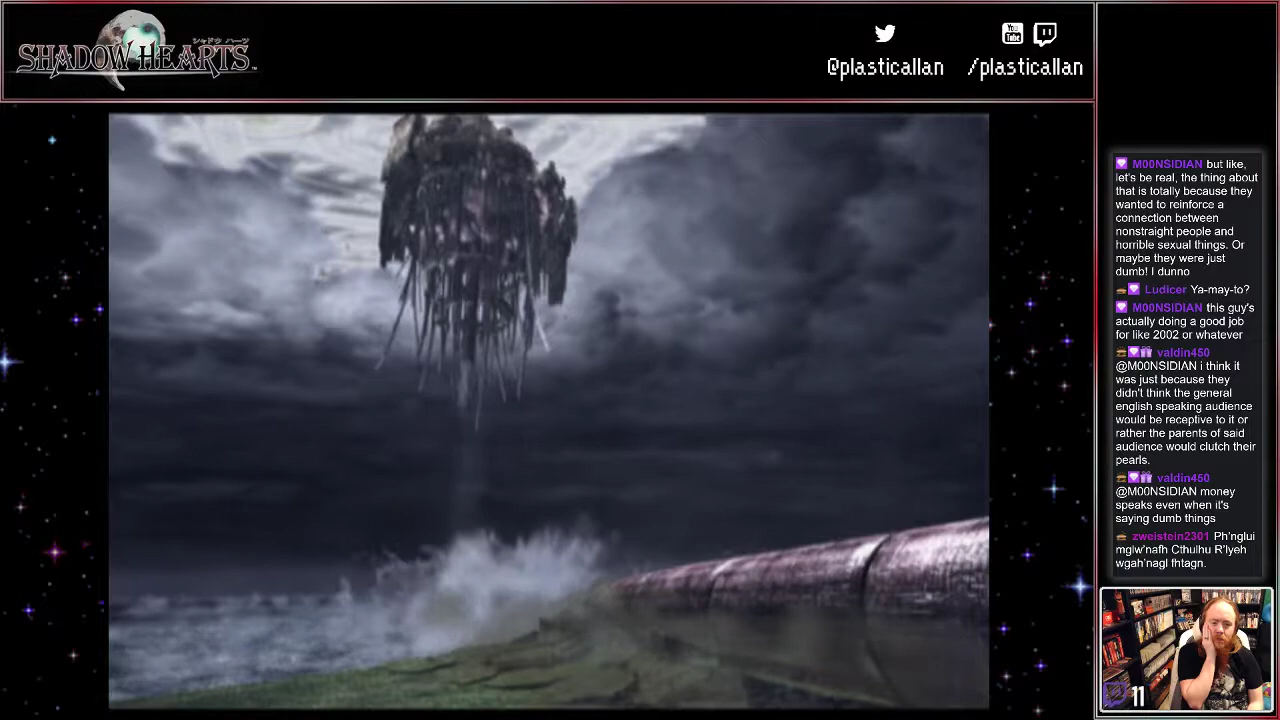 シャドウ ハーツ
SHADOW HEARTS
You
Tube
@plasticallan
/plasticallan
M00NSIDIAN but like,
let's be real, the thing about
that is totally because they
wanted to reinforce a
connection between
nonstraight people and
horrible sexual things. Or
maybe they were just
dumb! I dunno
Ludicer Ya-may-to?
M00NSIDIAN this guy's
actually doing a good job
for like 2002 or whatever
valdin450
@M00NSIDIAN i think it
was just because they
didn't think the general
english speaking audience
would be receptive to it or
rather the parents of said
audience would clutch their
pearls.
valdin450
@M00NSIDIAN money
speaks even when it's
saying dumb things
zweistein2301 Ph'nglui
mglw'nafh Cthulhu R'lyeh
wgah'nagl fhtagn.
11